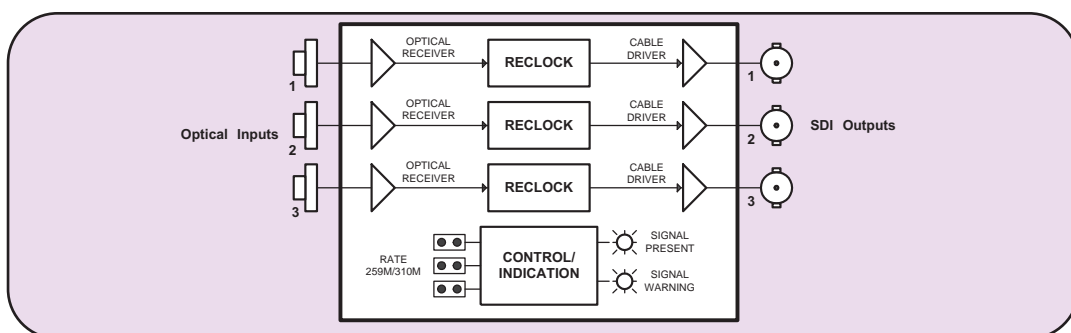 OPTICAL
RECEIVER
RECLOCK
CABLE
DRIVER
1
1
OPTICAL
RECEIVER
RECLOCK
CABLE
DRIVER
Optical Inputs
2
2
SDI Outputs
OPTICAL
RECEIVER
RECLOCK
CABLE
DRIVER
3
3
RATE
259M/310M
CONTROL/
INDICATION
SIGNAL
PRESENT
SIGNAL
WARNING